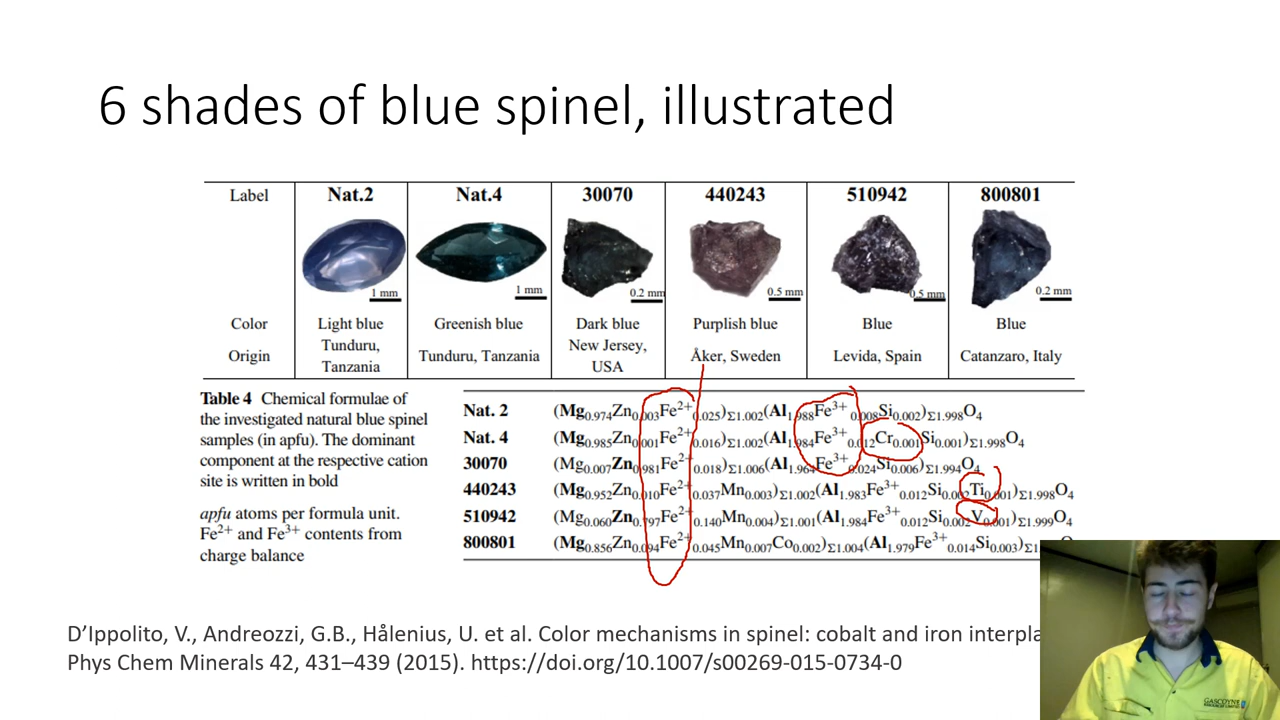 6 shades of blue spinel, illustrated
Label Nat.2 Nat.4 30070 440243 510942 800801
1 mm 1 mm 0.2 mm 0.5 mm 0.5 mm 0.2 mm
Color Light blue Greenish blue Dark blue Purplish blue Blue Blue
Origin Tunduru, Tanzania Tunduru, Tanzania New Jersey, USA Åker, Sweden Levida, Spain Catanzaro, Italy
Table 4 Chemical formulae of
the investigated natural blue spinel
samples (in apfu). The dominant
component at the respective cation
site is written in bold
apfu atoms per formula unit.
Fe2+ and Fe3+ contents from
charge balance
Nat. 2 (Mg0.974Zn0.003Fe2+0.025)Σ1.002(Al1.988Fe3+0.008Si0.002)Σ1.998O4
Nat. 4 (Mg0.985Zn0.001Fe2+0.016)Σ1.002(Al1.984Fe3+0.012Cr0.001Si0.001)Σ1.998O4
30070 (Mg0.007Zn0.981Fe2+0.018)Σ1.006(Al1.964Fe3+0.024Si0.006)Σ1.994O4
440243 (Mg0.952Zn0.010Fe2+0.037Mn0.003)Σ1.002(Al1.983Fe3+0.012Si0.002Ti0.001)Σ1.998O4
510942 (Mg0.060Zn0.797Fe2+0.140Mn0.004)Σ1.001(Al1.984Fe3+0.012Si0.002V0.001)Σ1.999O4
800801 (Mg0.856Zn0.094Fe2+0.045Mn0.007Co0.002)Σ1.004(Al1.979Fe3+0.014Si0.003)Σ1
D'Ippolito, V., Andreozzi, G.B., Hålenius, U. et al. Color mechanisms in spinel: cobalt and iron interpla
Phys Chem Minerals 42, 431–439 (2015). https://doi.org/10.1007/s00269-015-0734-0
GASCOYNE